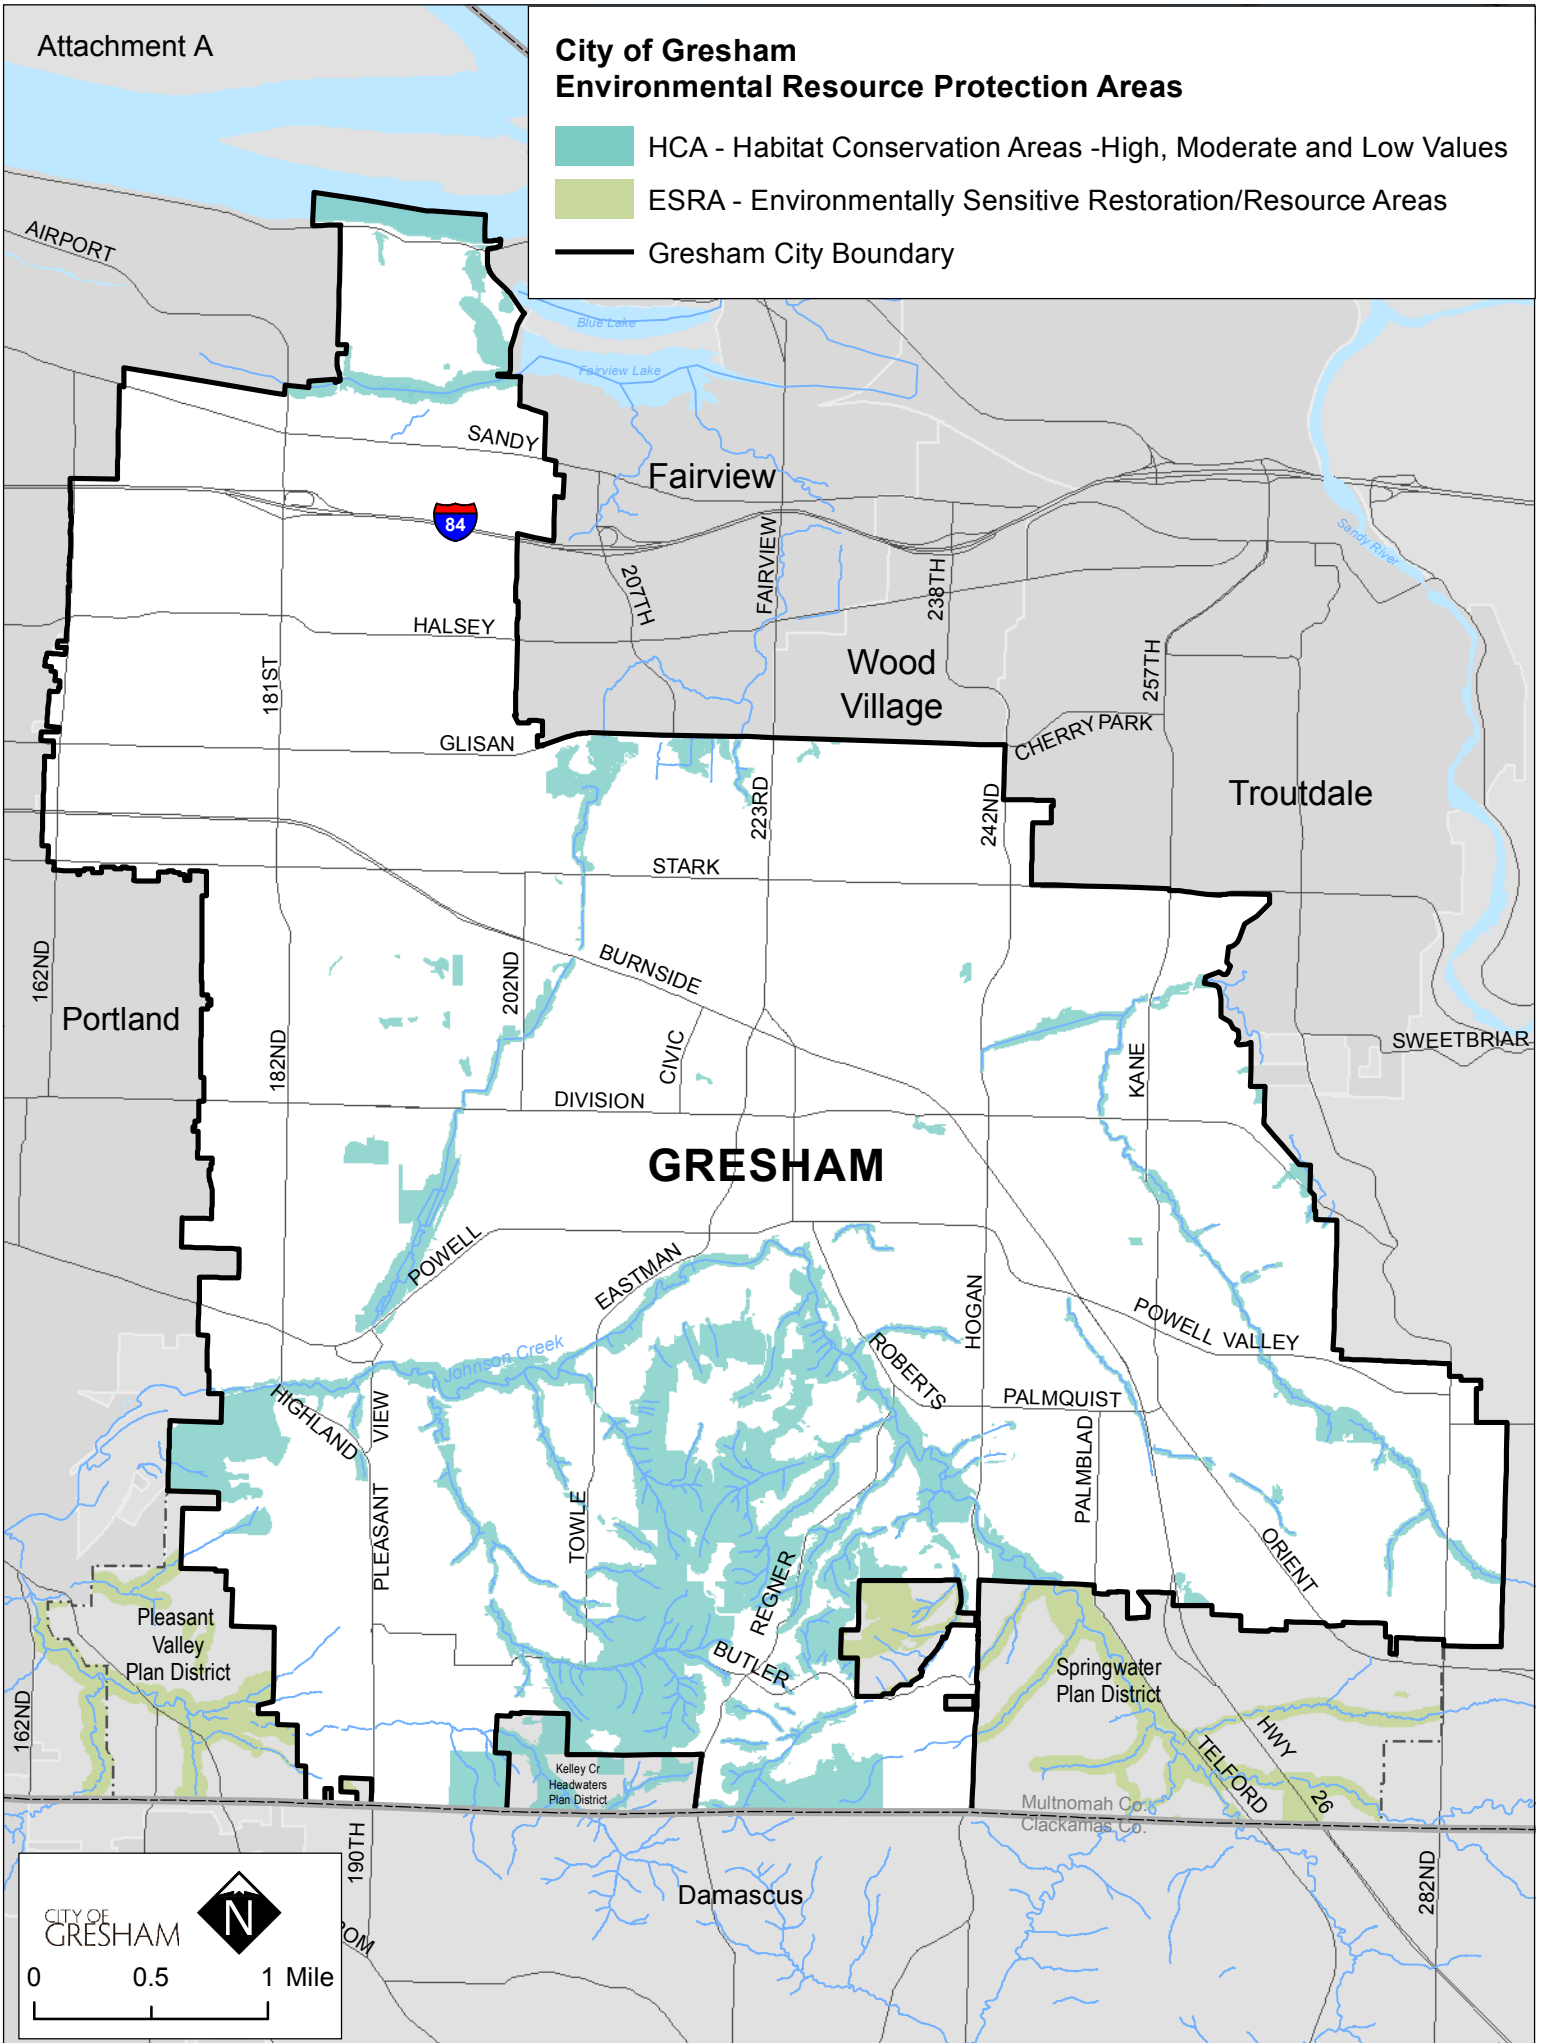 Attachment A
City of Gresham
Environmental Resource Protection Areas
HCA - Habitat Conservation Areas -High, Moderate and Low Values
ESRA - Environmentally Sensitive Restoration/Resource Areas
Gresham City Boundary
AIRPORT
Blue Lake
Fairview Lake
SANDY
Fairview
84
Sandy River
207TH
FAIRVIEW
238TH
HALSEY
181ST
Wood
Village
257TH
GLISAN
CHERRY PARK
Troutdale
223RD
242ND
STARK
162ND
Portland
202ND
BURNSIDE
182ND
CIVIC
KANE
SWEETBRIAR
DIVISION
GRESHAM
POWELL
EASTMAN
HOGAN
POWELL VALLEY
Johnson Creek
ROBERTS
HIGHLAND
VIEW
PLEASANT
PALMQUIST
PALMBLAD
TOWLE
ORIENT
REGNER
BUTLER
Pleasant
Valley
Plan District
Springwater
Plan District
162ND
HWY
26
TELFORD
Kelley Cr
Headwaters
Plan District
Multnomah Co.
Clackamas Co.
190TH
282ND
Damascus
CITY OF
GRESHAM
N
0 0.5 1 Mile